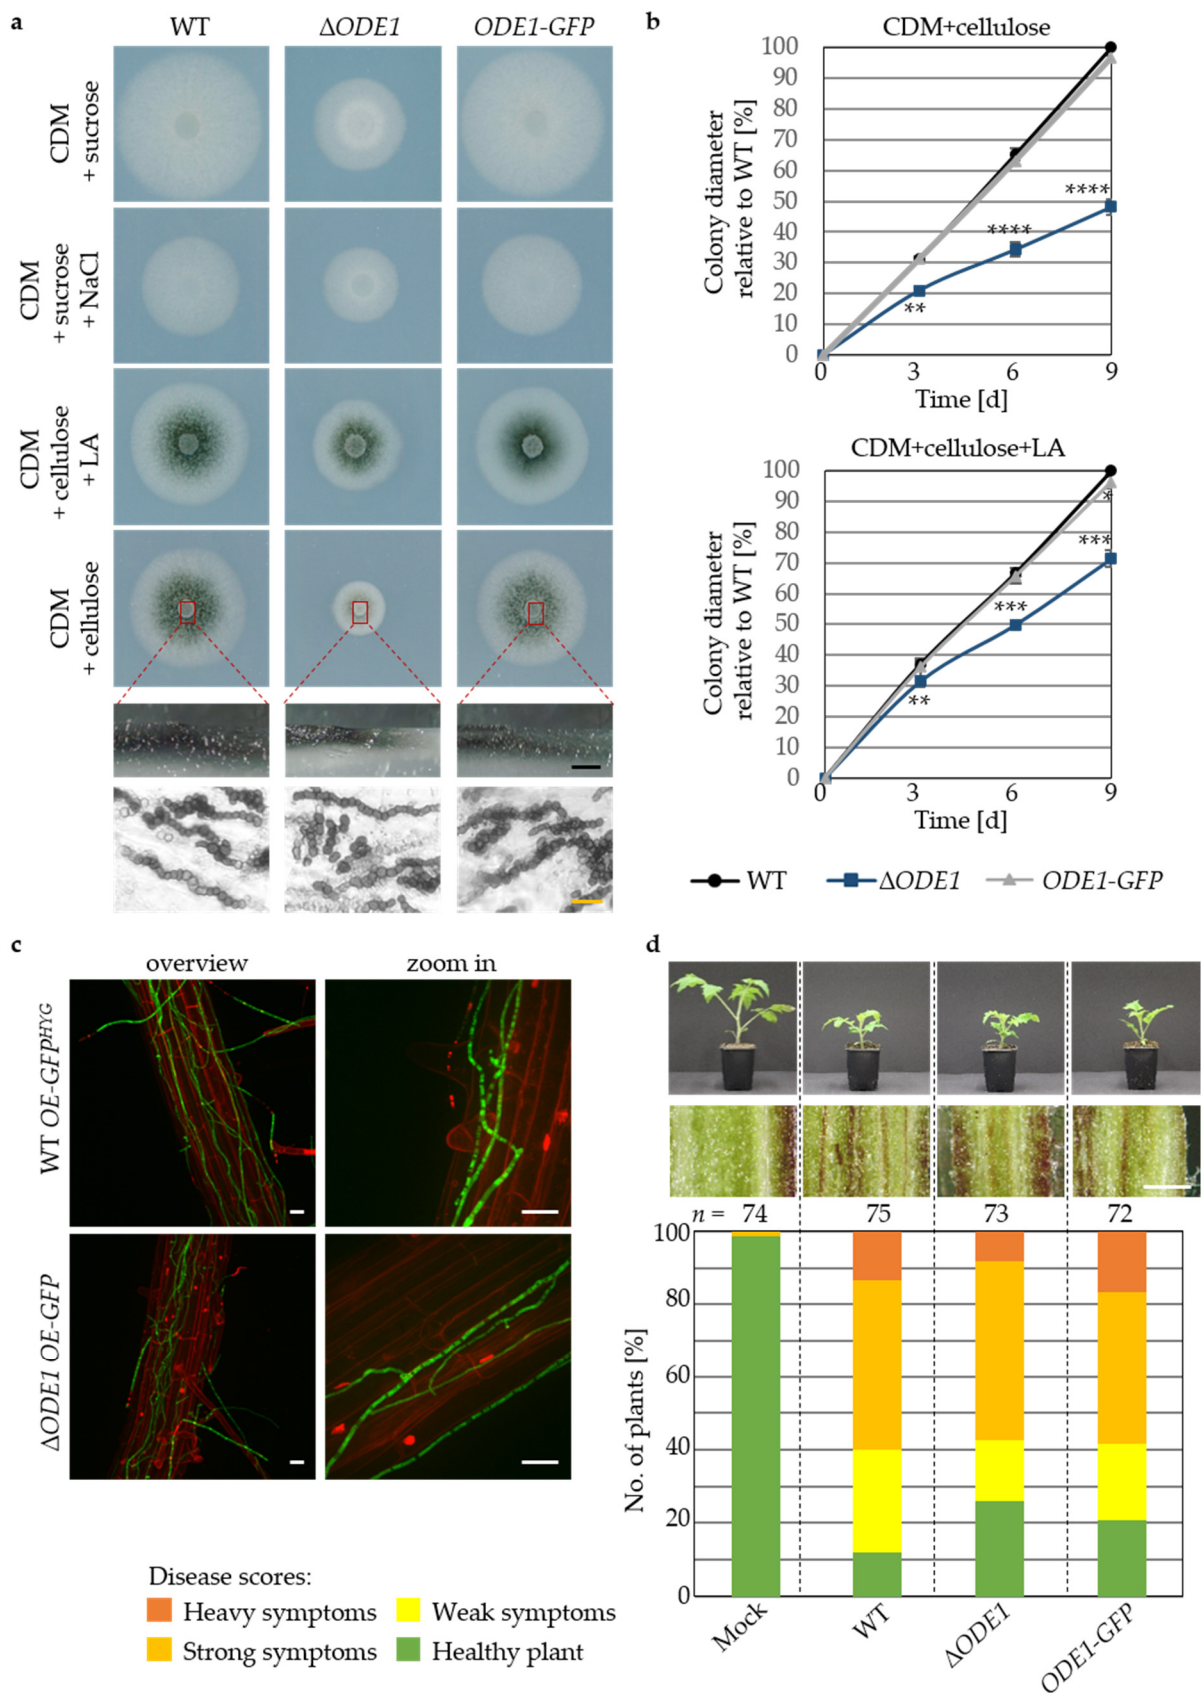 a
WT
ΔODE1
ODE1-GFP
CDM
+ sucrose
CDM
+ sucrose
+ NaCl
CDM
+ cellulose
+ LA
CDM
+ cellulose
b
CDM+cellulose
Colony diameter
relative to WT [%]
100
90
80
70
60
50
40
30
20
10
0
**
****
****
0 3 6 9
Time [d]
CDM+cellulose+LA
Colony diameter
relative to WT [%]
100
90
80
70
60
50
40
30
20
10
0
**
***
***
*
0 3 6 9
Time [d]
WT ΔODE1 ODE1-GFP
c
overview
zoom in
WT OE-GFPᴴʸᴳ
ΔODE1 OE-GFP
Disease scores:
Heavy symptoms
Weak symptoms
Strong symptoms
Healthy plant
d
n = 74 75 73 72
No. of plants [%]
100
80
60
40
20
0
Mock
WT
ΔODE1
ODE1-GFP